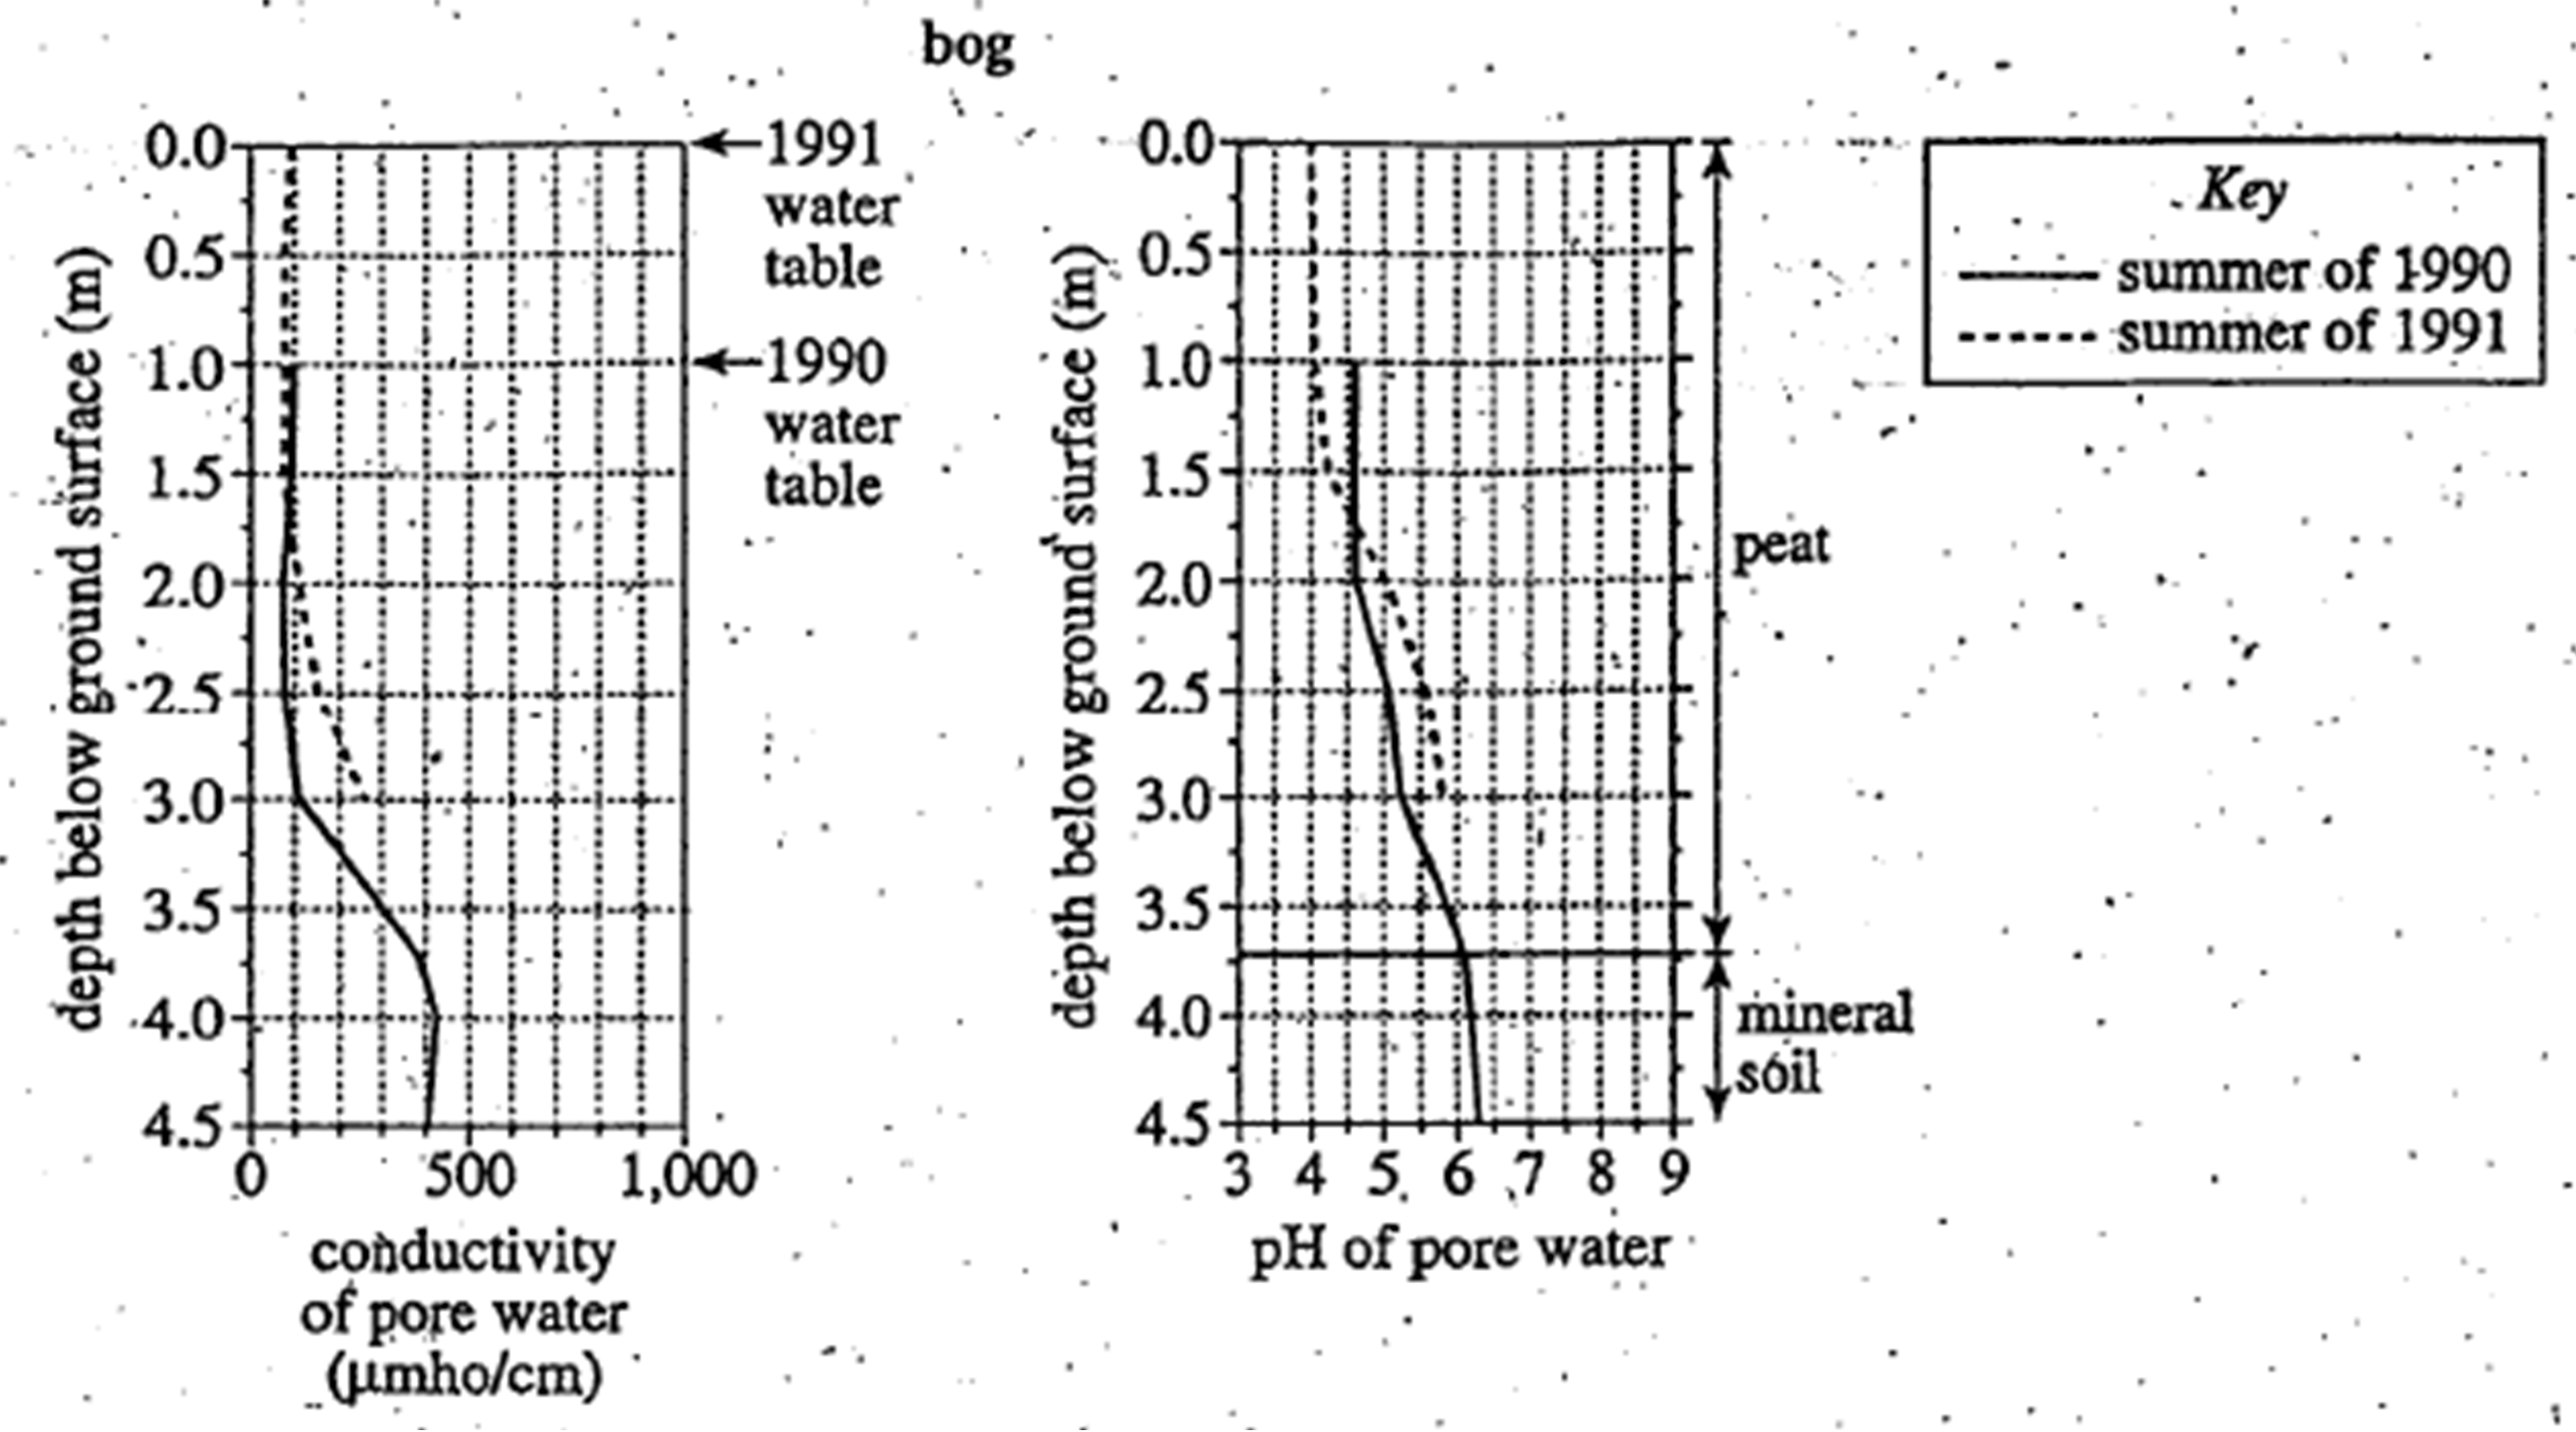 bog
0.0
0.5
1.0
1.5
2.0
2.5
3.0
3.5
4.0
4.5
depth below ground surface (m)
0 500 1,000
conductivity
of pore water
(μmho/cm)
1991
water
table
1990
water
table
0.0
0.5
1.0
1.5
2.0
2.5
3.0
3.5
4.0
4.5
depth below ground surface (m)
3 4 5 6 7 8 9
pH of pore water
peat
mineral
soil
Key
summer of 1990
summer of 1991